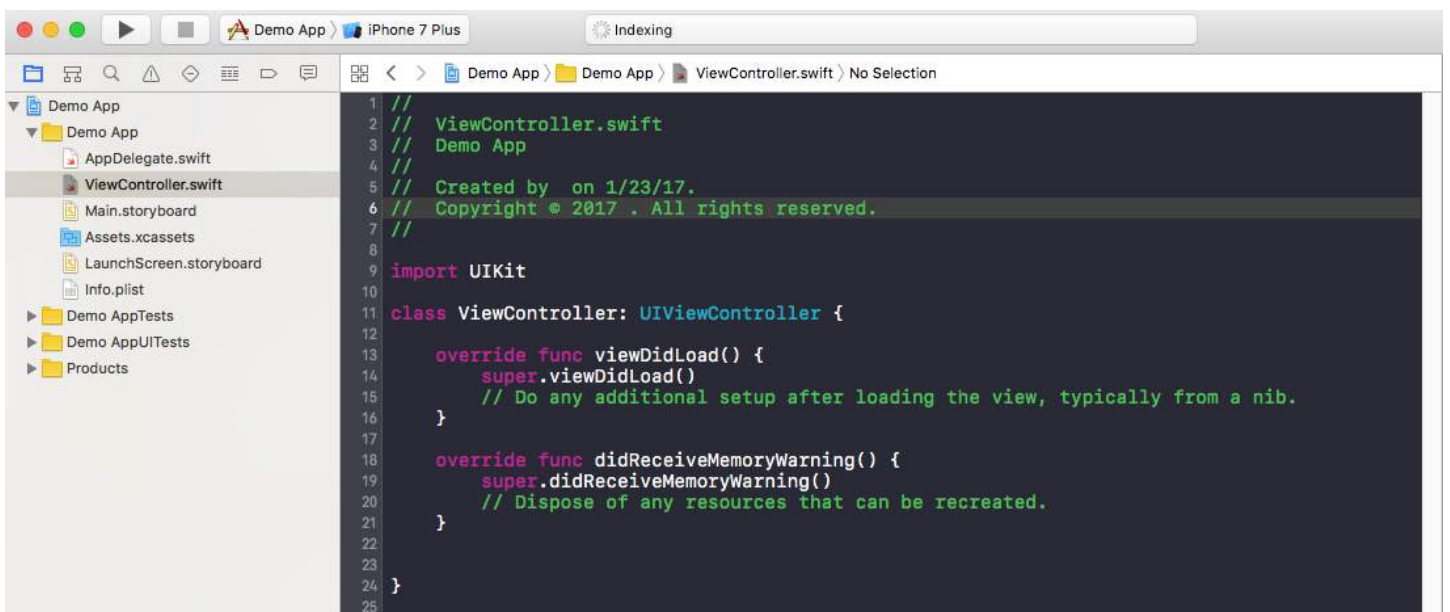 Demo App 〉 iPhone 7 Plus
Indexing
Demo App 〉 Demo App 〉 ViewController.swift 〉 No Selection
Demo App
Demo App
AppDelegate.swift
ViewController.swift
Main.storyboard
Assets.xcassets
LaunchScreen.storyboard
Info.plist
Demo AppTests
Demo AppUITests
Products
1 //
2 //  ViewController.swift
3 //  Demo App
4 //
5 //  Created by  on 1/23/17.
6 //  Copyright © 2017 . All rights reserved.
7 //
8
9 import UIKit
10
11 class ViewController: UIViewController {
12
13     override func viewDidLoad() {
14         super.viewDidLoad()
15         // Do any additional setup after loading the view, typically from a nib.
16     }
17
18     override func didReceiveMemoryWarning() {
19         super.didReceiveMemoryWarning()
20         // Dispose of any resources that can be recreated.
21     }
22
23
24 }
25